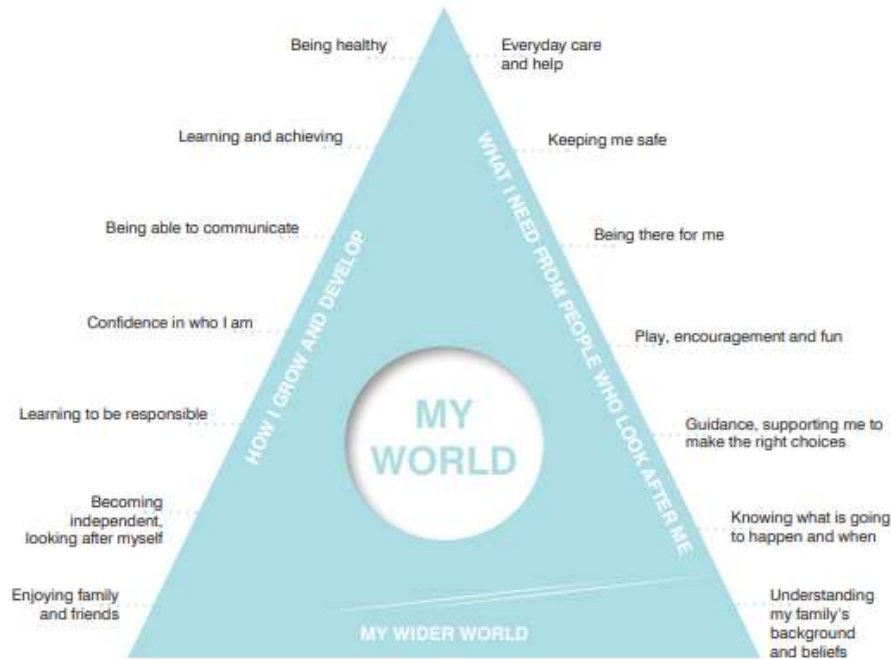 Being healthy
Learning and achieving
Being able to communicate
Confidence in who I am
Learning to be responsible
Becoming
independent,
looking after myself
Enjoying family
and friends
HOW I GROW AND DEVELOP
Everyday care
and help
Keeping me safe
Being there for me
Play, encouragement and fun
Guidance, supporting me to
make the right choices
Knowing what is going
to happen and when
Understanding
my family's
background
and beliefs
WHAT I NEED FROM PEOPLE WHO LOOK AFTER ME
MY
WORLD
MY WIDER WORLD